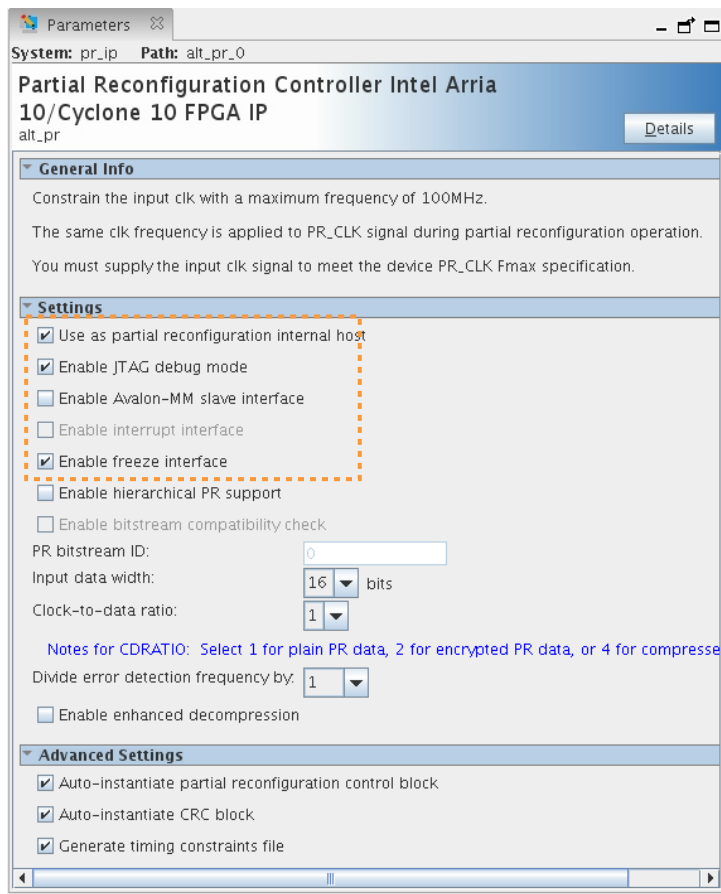 Parameters
System: pr_ip Path: alt_pr_0
Partial Reconfiguration Controller Intel Arria
10/Cyclone 10 FPGA IP
alt_pr
Details
General Info
Constrain the input clk with a maximum frequency of 100MHz.
The same clk frequency is applied to PR_CLK signal during partial reconfiguration operation.
You must supply the input clk signal to meet the device PR_CLK Fmax specification.
Settings
Use as partial reconfiguration internal host
Enable JTAG debug mode
Enable Avalon-MM slave interface
Enable interrupt interface
Enable freeze interface
Enable hierarchical PR support
Enable bitstream compatibility check
PR bitstream ID: 0
Input data width: 16 bits
Clock-to-data ratio: 1
Notes for CDRATIO: Select 1 for plain PR data, 2 for encrypted PR data, or 4 for compresse
Divide error detection frequency by: 1
Enable enhanced decompression
Advanced Settings
Auto-instantiate partial reconfiguration control block
Auto-instantiate CRC block
Generate timing constraints file